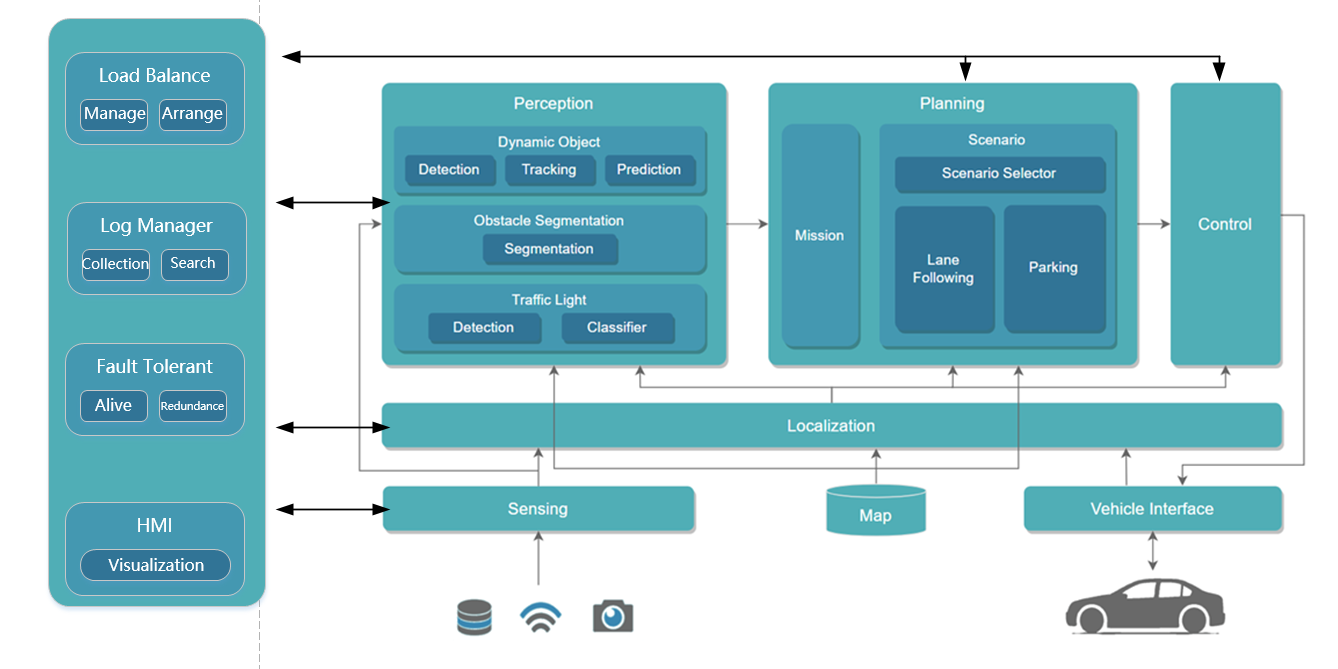 Load Balance
Manage
Arrange
Log Manager
Collection
Search
Fault Tolerant
Alive
Redundance
HMI
Visualization
Perception
Dynamic Object
Detection
Tracking
Prediction
Obstacle Segmentation
Segmentation
Traffic Light
Detection
Classifier
Planning
Mission
Scenario
Scenario Selector
Lane
Following
Parking
Control
Localization
Sensing
Map
Vehicle Interface